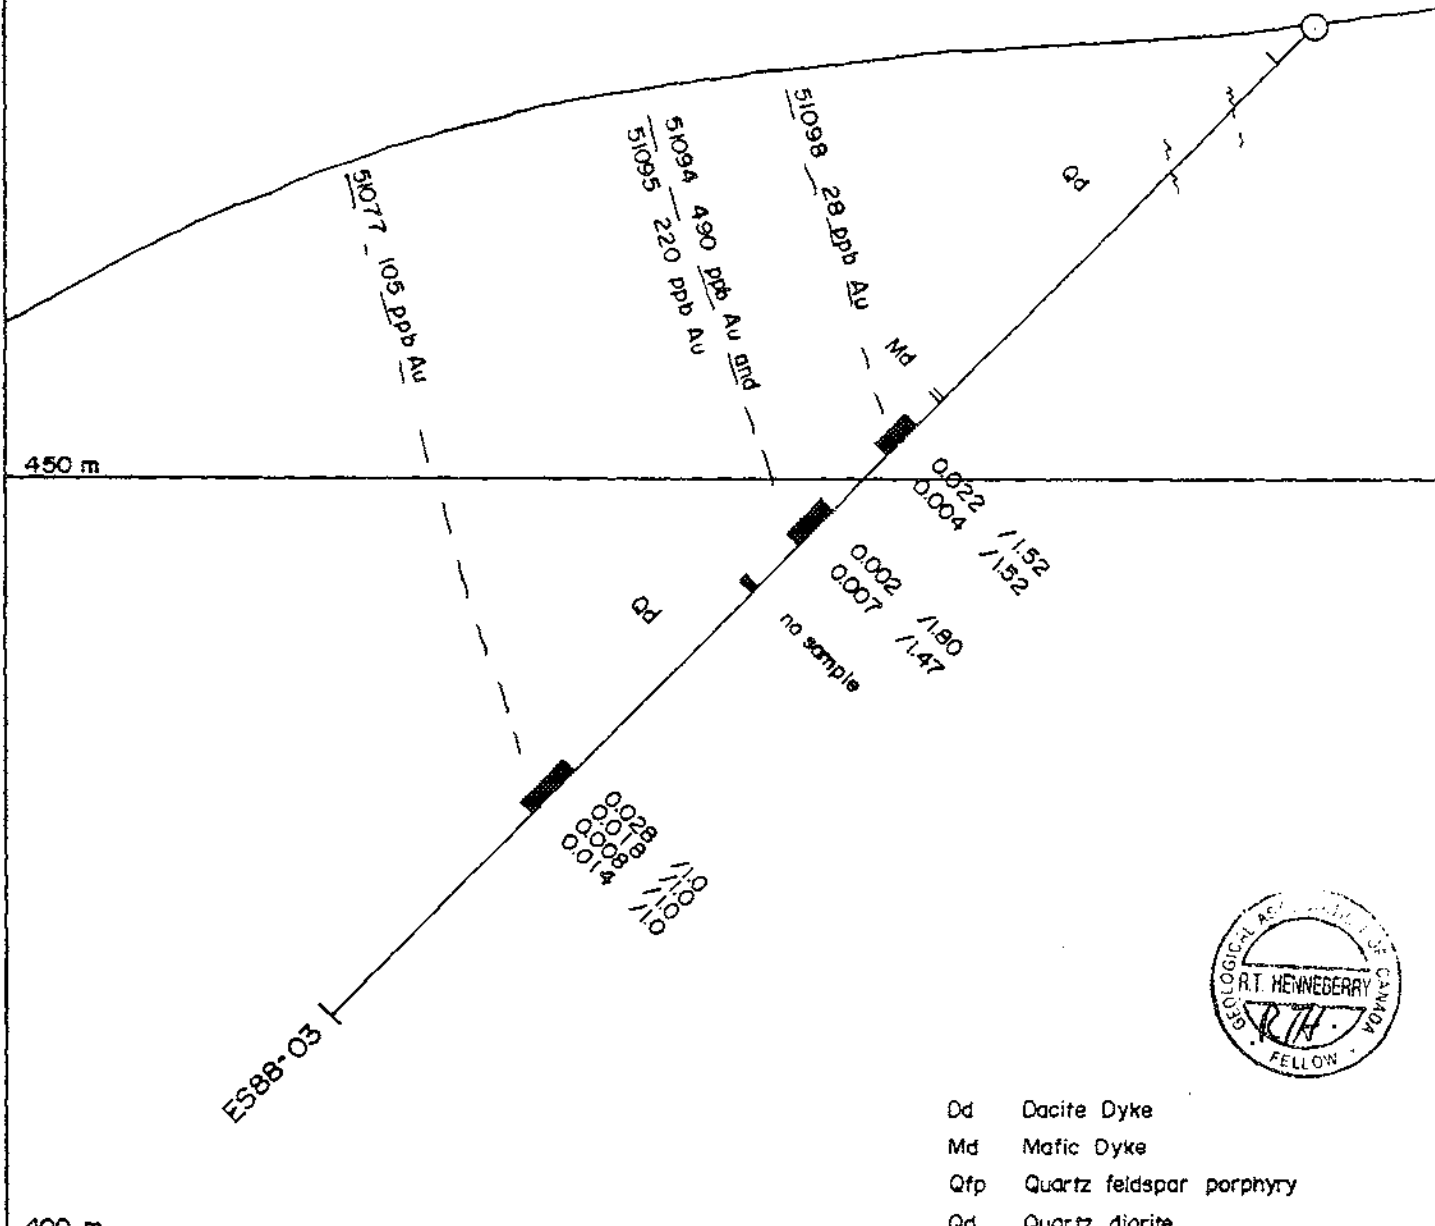 51077 105 ppb Au
51094 490 ppb Au and
51095 220 ppb Au
51098 28 ppb Au
Qd
Md
450 m
0.022 /1.52
0.004 /1.52
0.002 /1.80
0.007 /1.47
no sample
Qd
0.028 /1.0
0.018 /1.0
0.008 /1.0
0.014 /1.0
ES88-03
GEOLOGICAL OF CANADA
R.T. HENNEBERRY
RTH
FELLOW
Dd Dacite Dyke
Md Mafic Dyke
Qfp Quartz feldspar porphyry
Qd Quartz diorite
400 m